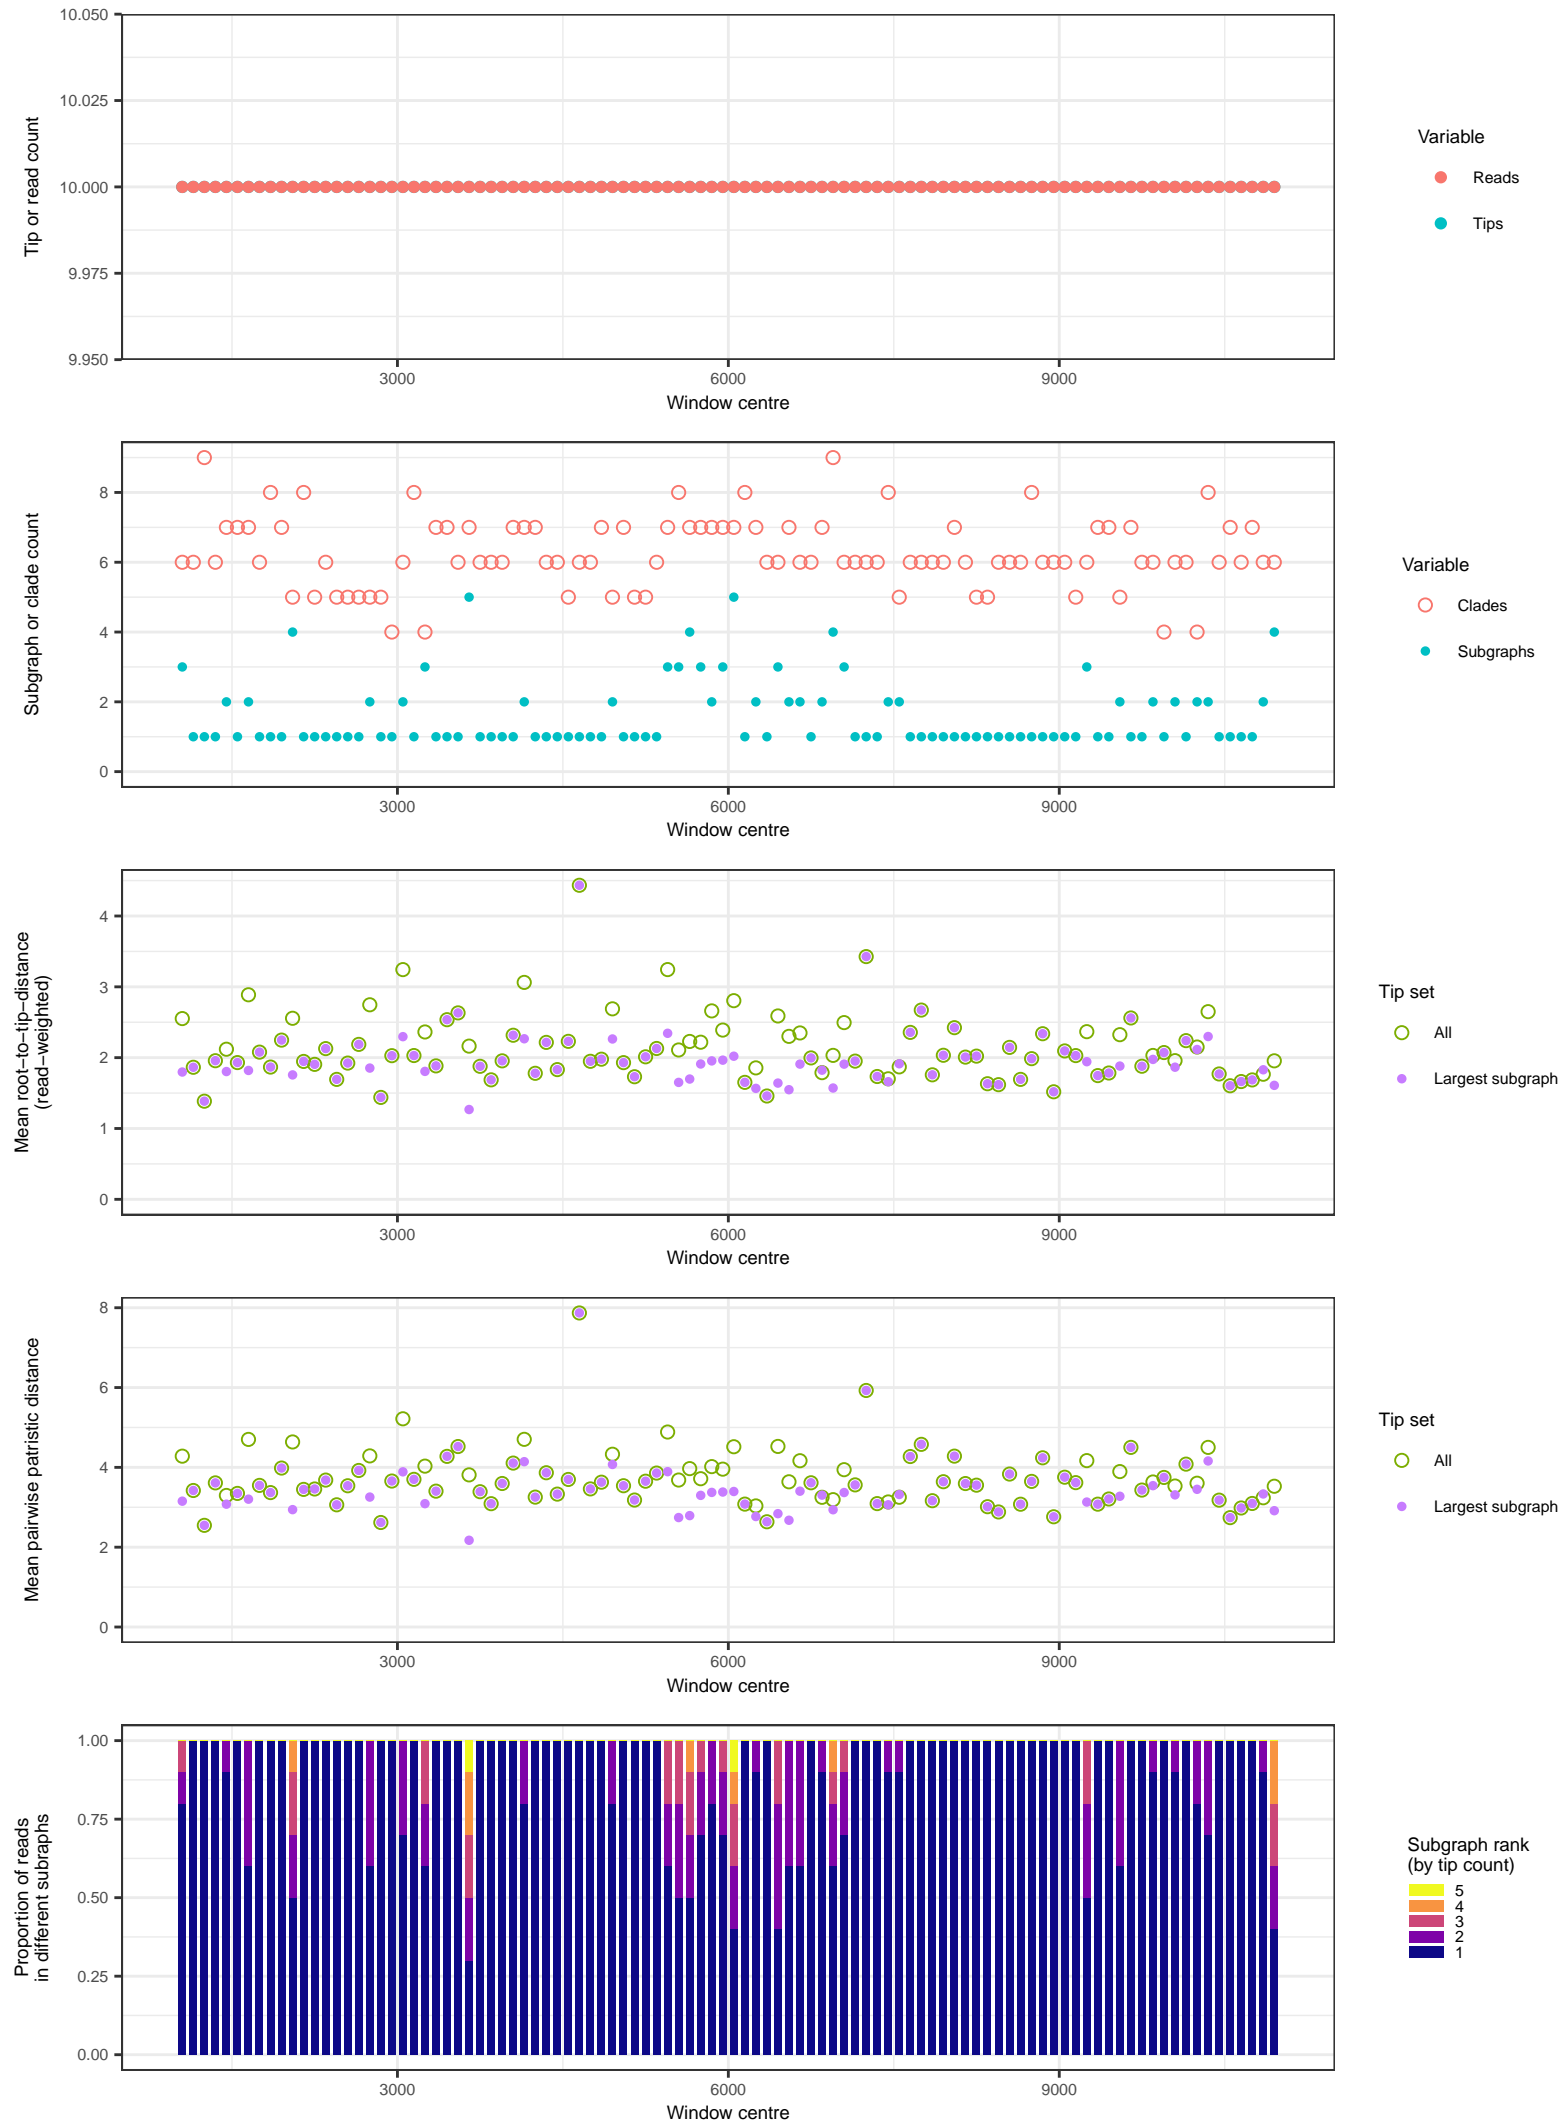 10.050
10.025
10.000
9.975
9.950
Tip or read count
3000
6000
9000
Window centre
Variable
Reads
Tips
8
6
4
2
0
Subgraph or clade count
3000
6000
9000
Window centre
Variable
Clades
Subgraphs
4
3
2
1
0
Mean root−to−tip−distance
(read−weighted)
3000
6000
9000
Window centre
Tip set
All
Largest subgraph
8
6
4
2
0
Mean pairwise patristic distance
3000
6000
9000
Window centre
Tip set
All
Largest subgraph
1.00
0.75
0.50
0.25
0.00
Proportion of reads
in different subraphs
3000
6000
9000
Window centre
Subgraph rank
(by tip count)
5
4
3
2
1